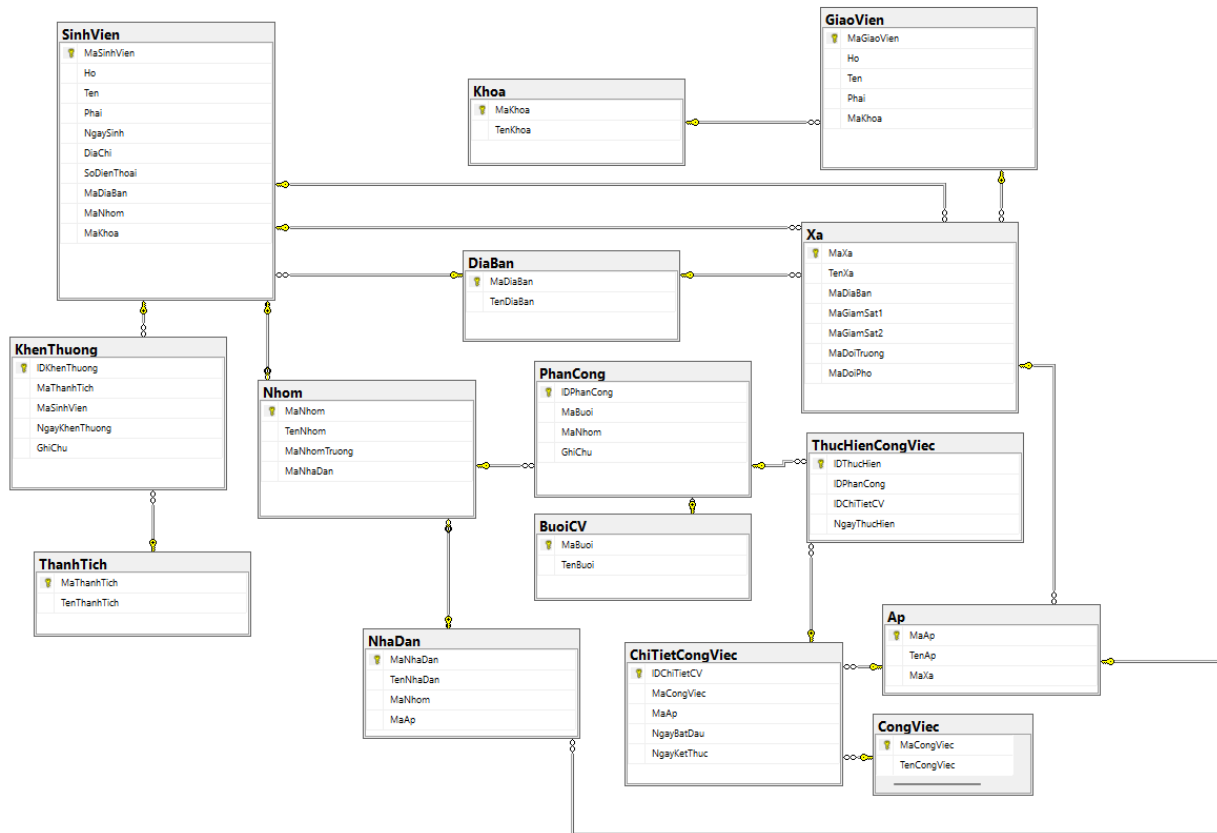 SinhVien
MaSinhVien
Ho
Ten
Phai
NgaySinh
DiaChi
SoDienThoai
MaDiaBan
MaNhom
MaKhoa
GiaoVien
MaGiaoVien
Ho
Ten
Phai
MaKhoa
Khoa
MaKhoa
TenKhoa
Xa
MaXa
TenXa
MaDiaBan
MaGiamSat1
MaGiamSat2
MaDoiTruong
MaDoiPho
DiaBan
MaDiaBan
TenDiaBan
KhenThuong
IDKhenThuong
MaThanhTich
MaSinhVien
NgayKhenThuong
GhiChu
Nhom
MaNhom
TenNhom
MaNhomTruong
MaNhaDan
PhanCong
IDPhanCong
MaBuoi
MaNhom
GhiChu
ThucHienCongViec
IDThucHien
IDPhanCong
IDChiTietCV
NgayThucHien
BuoiCV
MaBuoi
TenBuoi
ThanhTich
MaThanhTich
TenThanhTich
NhaDan
MaNhaDan
TenNhaDan
MaNhom
MaAp
ChiTietCongViec
IDChiTietCV
MaCongViec
MaAp
NgayBatDau
NgayKetThuc
Ap
MaAp
TenAp
MaXa
CongViec
MaCongViec
TenCongViec